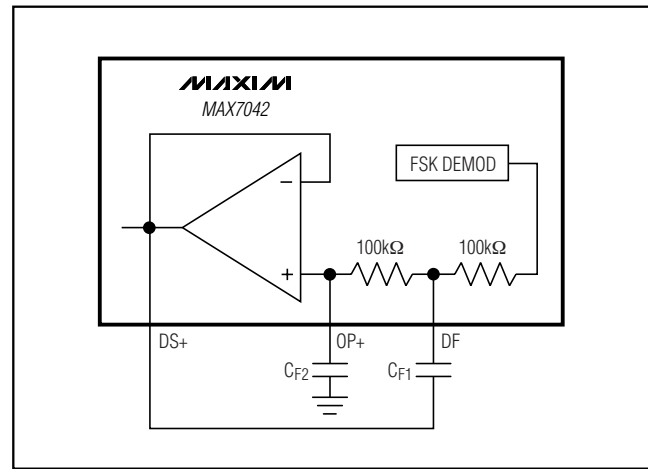 MAXIM
MAX7042
FSK DEMOD
−
100kΩ 100kΩ
+
DS+ OP+ DF
CF2 CF1